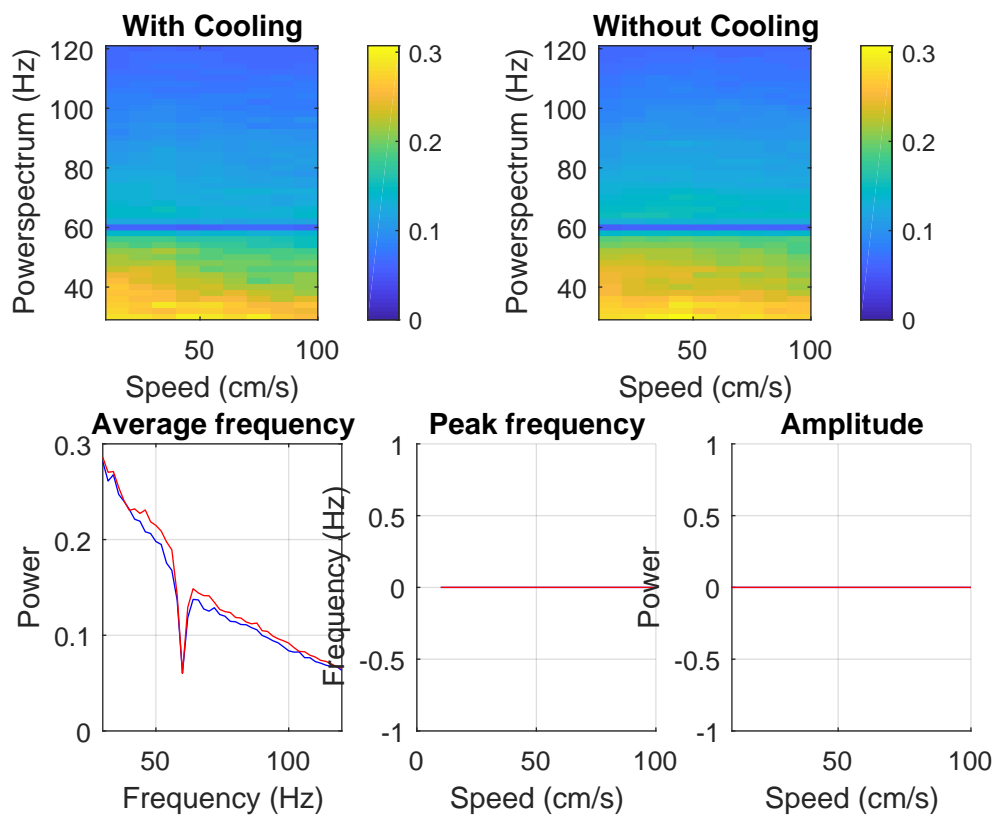 With Cooling
Powerspectrum (Hz)
120
100
80
60
40
50
100
Speed (cm/s)
0.3
0.2
0.1
0
Without Cooling
Powerspectrum (Hz)
120
100
80
60
40
50
100
Speed (cm/s)
0.3
0.2
0.1
0
Average frequency
Power
0.3
0.2
0.1
0
50
100
Frequency (Hz)
Peak frequency
Frequency (Hz)
1
0.5
0
-0.5
-1
0
50
100
Speed (cm/s)
Amplitude
Power
1
0.5
0
-0.5
-1
50
100
Speed (cm/s)